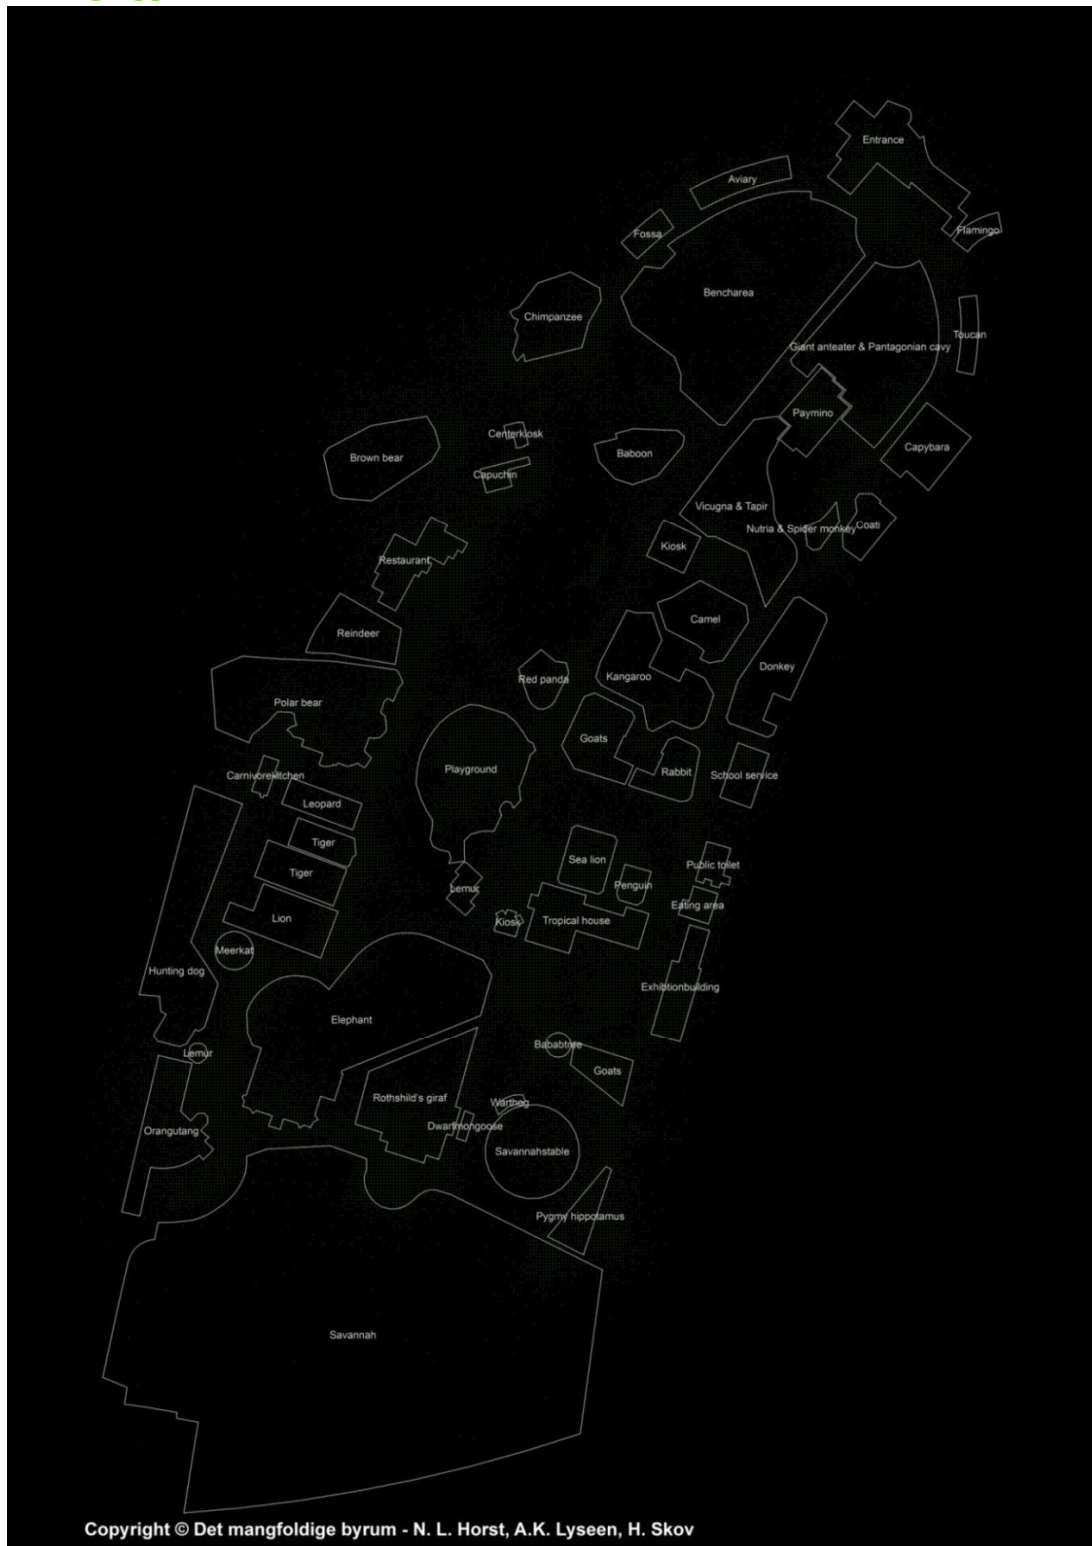 Entrance
Aviary
Flamingo
Fossa
Bencharea
Chimpanzee
Toucan
Giant anteater & Pantagonian cavy
Paymino
Centerkiosk
Capybara
Baboon
Brown bear
Capuchin
Vicugna & Tapir
Nutria & Spider monkey
Coati
Kiosk
Restaurant
Camel
Reindeer
Donkey
Kangaroo
Red panda
Polar bear
Goats
Playground
Rabbit
School service
Carnivorekitchen
Leopard
Tiger
Sea lion
Public toilet
Tiger
Penguin
Lemur
Eating area
Lion
Kiosk
Tropical house
Meerkat
Hunting dog
Exhibtionbuilding
Elephant
Bababtree
Lemur
Goats
Rothshild's giraf
Warthog
Dwarfmongoose
Orangutang
Savannahstable
Pygmy hippotamus
Savannah
Copyright © Det mangfoldige byrum - N. L. Horst, A.K. Lyseen, H. Skov